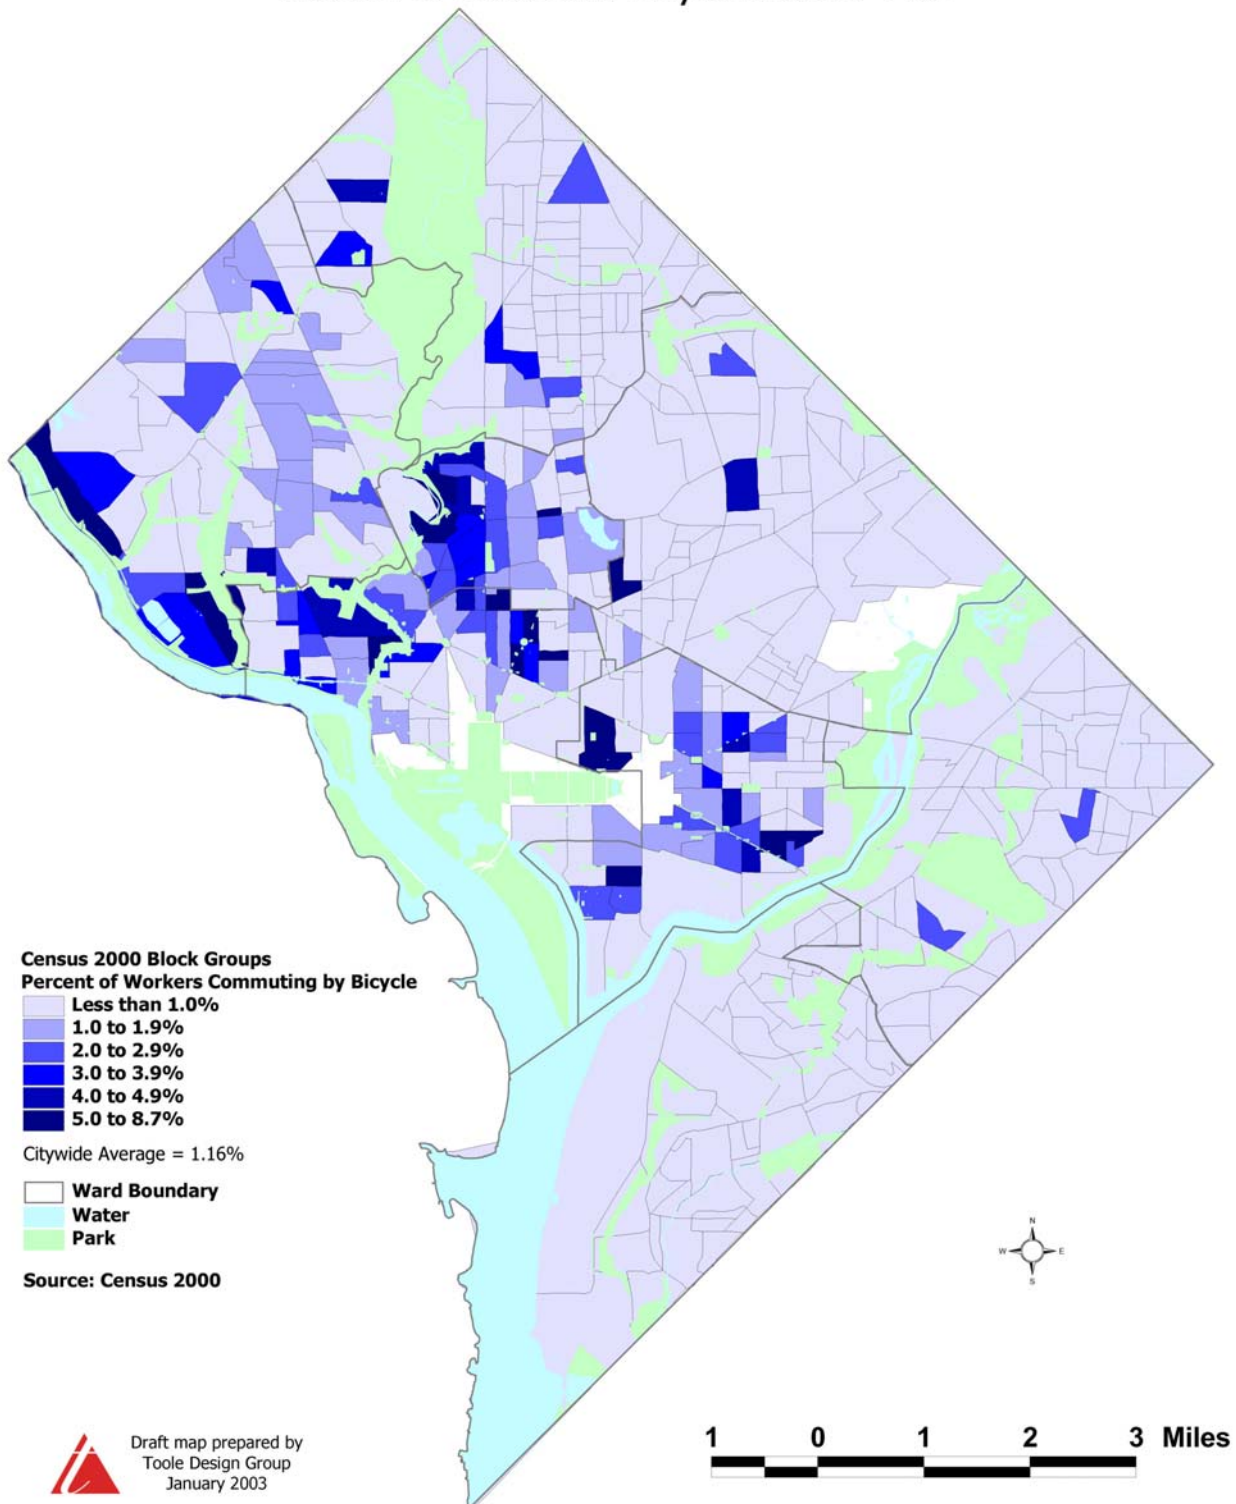 Census 2000 Block Groups
Percent of Workers Commuting by Bicycle
Less than 1.0%
1.0 to 1.9%
2.0 to 2.9%
3.0 to 3.9%
4.0 to 4.9%
5.0 to 8.7%
Citywide Average = 1.16%
Ward Boundary
Water
Park
Source: Census 2000
N
W E
S
Draft map prepared by
Toole Design Group
January 2003
1 0 1 2 3 Miles